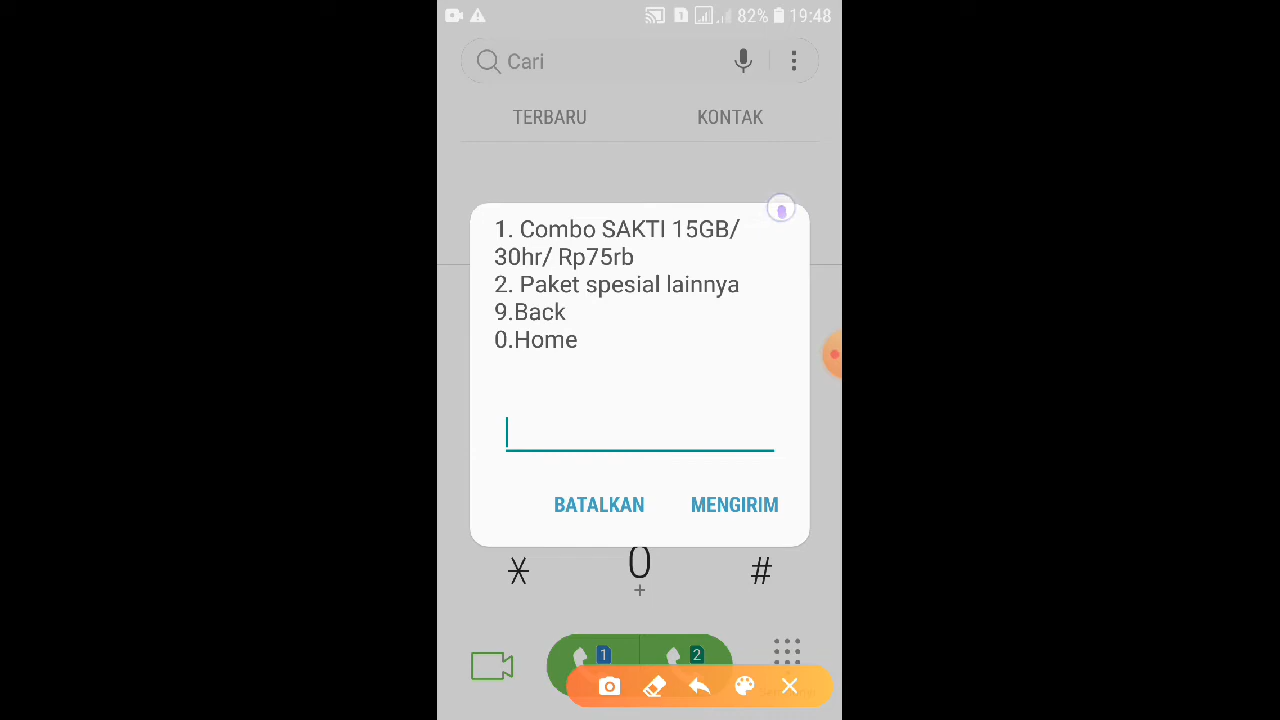 1 82% 19:48
Cari
TERBARU KONTAK
1. Combo SAKTI 15GB/
30hr/ Rp75rb
2. Paket spesial lainnya
9.Back
0.Home
BATALKAN MENGIRIM
* 0 #
+
1 2